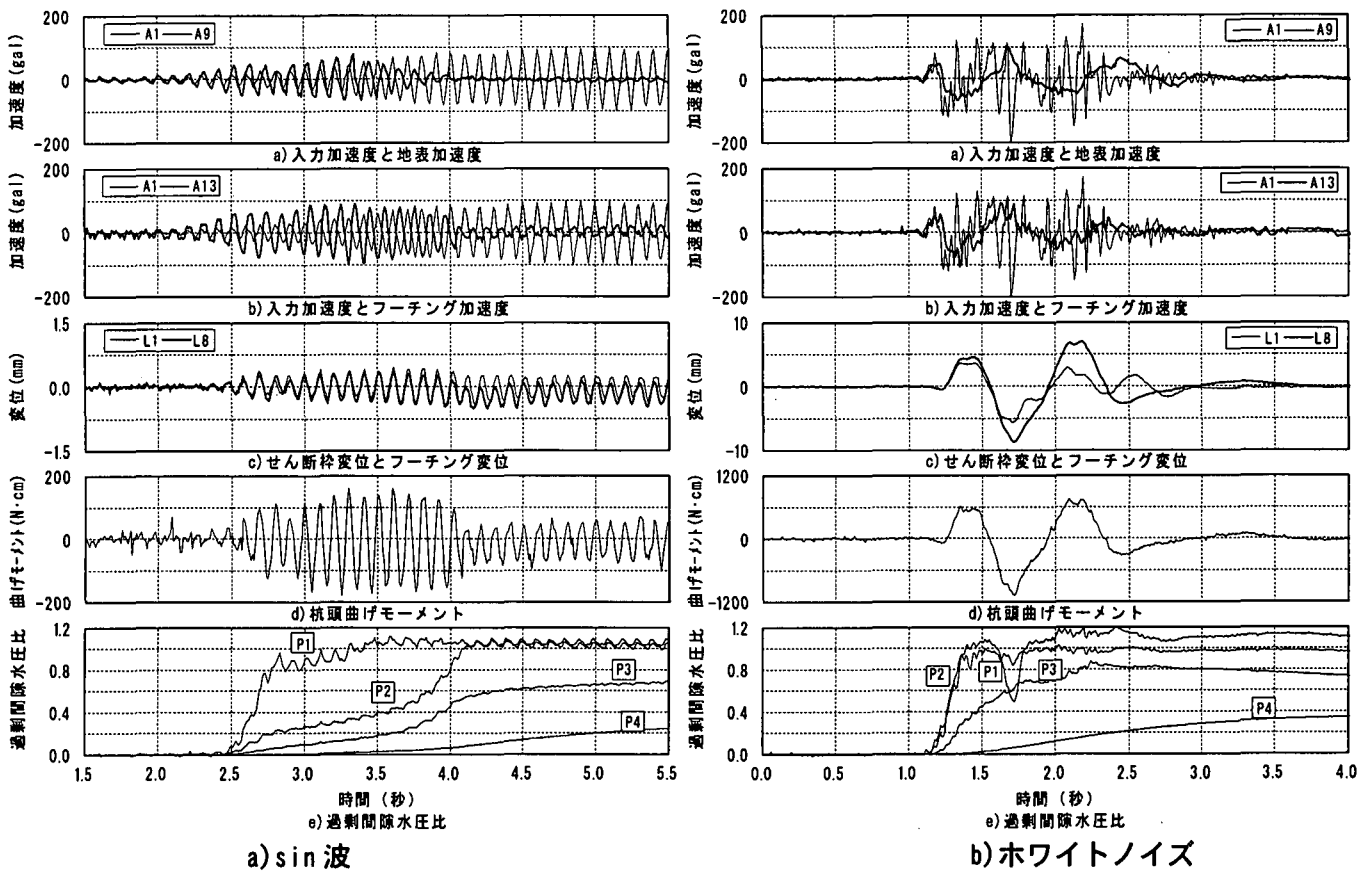 200
0
-200
加速度(gal)
A1 A9
a)入力加速度と地表加速度
200
0
-200
加速度(gal)
A1 A13
b)入力加速度とフーチング加速度
1.5
0.0
-1.5
変位(mm)
L1 L8
c)せん断枠変位とフーチング変位
200
0
-200
曲げモーメント(N·cm)
d)杭頭曲げモーメント
1.2
0.8
0.4
0.0
過剰間隙水圧比
P1
P2
P3
P4
1.5 2.0 2.5 3.0 3.5 4.0 4.5 5.0 5.5
時間 (秒)
e)過剰間隙水圧比
a)sin波
200
0
-200
加速度(gal)
A1 A9
a)入力加速度と地表加速度
200
0
-200
加速度(gal)
A1 A13
b)入力加速度とフーチング加速度
10
0
-10
変位(mm)
L1 L8
c)せん断枠変位とフーチング変位
1200
0
-1200
曲げモーメント(N·cm)
d)杭頭曲げモーメント
1.2
0.8
0.4
0.0
過剰間隙水圧比
P2
P1
P3
P4
0.0 0.5 1.0 1.5 2.0 2.5 3.0 3.5 4.0
時間 (秒)
e)過剰間隙水圧比
b)ホワイトノイズ